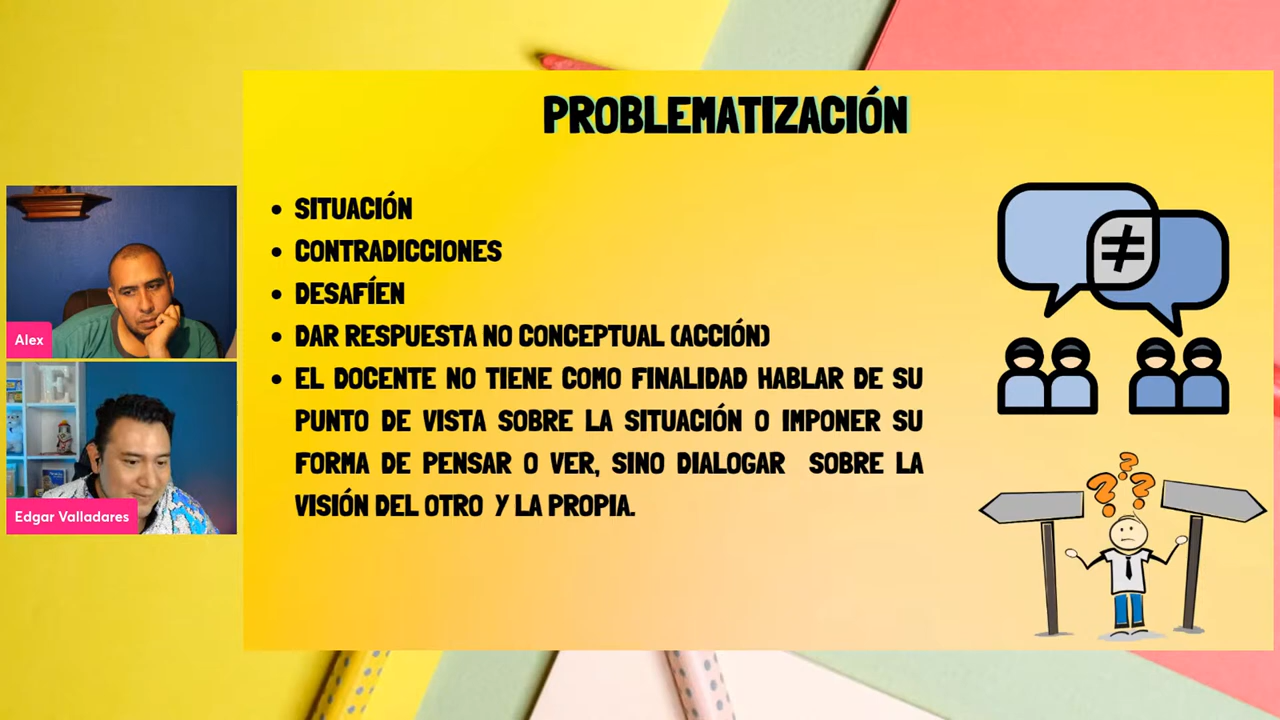 PROBLEMATIZACIÓN
SITUACIÓN
CONTRADICCIONES
DESAFÍEN
DAR RESPUESTA NO CONCEPTUAL (ACCIÓN)
EL DOCENTE NO TIENE COMO FINALIDAD HABLAR DE SU
PUNTO DE VISTA SOBRE LA SITUACIÓN O IMPONER SU
FORMA DE PENSAR O VER, SINO DIALOGAR SOBRE LA
VISIÓN DEL OTRO Y LA PROPIA.
≠
???
Alex
Edgar Valladares